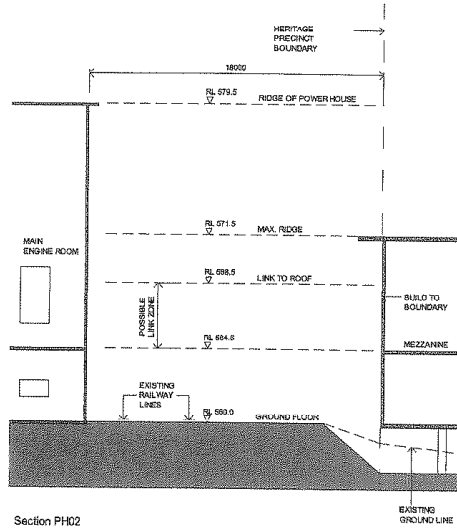 HERITAGE
PRECINCT
BOUNDARY
18000
RL 579.5
RIDGE OF POWER HOUSE
RL 571.5
MAX. RIDGE
MAIN
ENGINE ROOM
RL 568.5
LINK TO ROOF
POSSIBLE
LINK ZONE
BUILD TO
BOUNDARY
RL 564.5
MEZZANINE
EXISTING
RAILWAY
LINES
RL 560.0
GROUND FLOOR
EXISTING
GROUND LINE
Section PH02